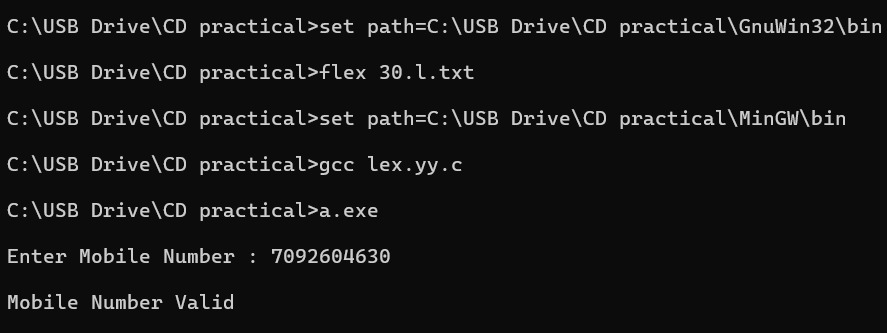 C:\USB Drive\CD practical>set path=C:\USB Drive\CD practical\GnuWin32\bin
C:\USB Drive\CD practical>flex 30.l.txt
C:\USB Drive\CD practical>set path=C:\USB Drive\CD practical\MinGW\bin
C:\USB Drive\CD practical>gcc lex.yy.c
C:\USB Drive\CD practical>a.exe
Enter Mobile Number : 7092604630
Mobile Number Valid